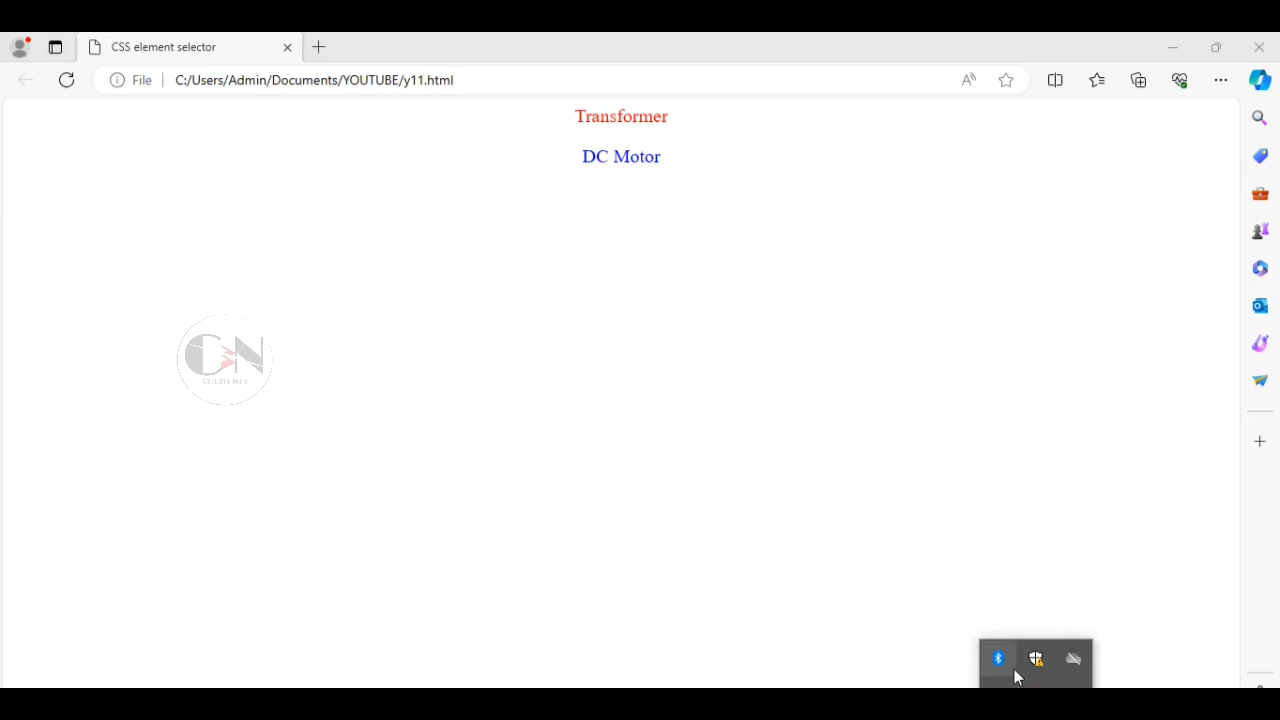 CSS element selector
File
C:/Users/Admin/Documents/YOUTUBE/y11.html
Transformer
DC Motor